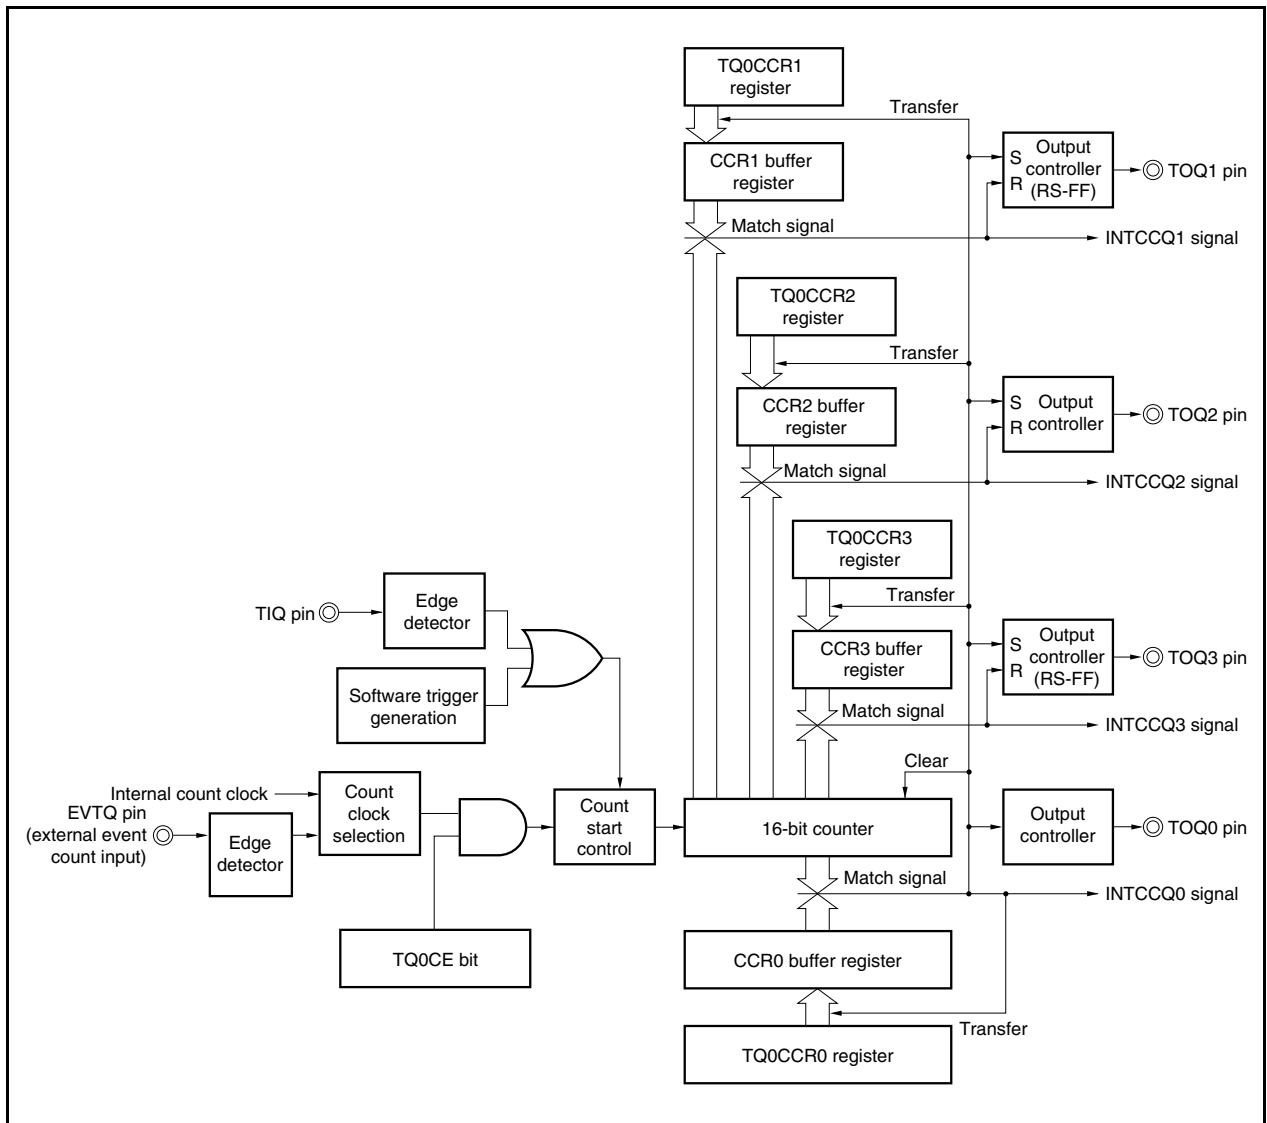 TQ0CCR1
register
Transfer
CCR1 buffer
register
S
R
Output
controller
(RS-FF)
TOQ1 pin
Match signal
INTCCQ1 signal
TQ0CCR2
register
Transfer
CCR2 buffer
register
S
R
Output
controller
TOQ2 pin
Match signal
INTCCQ2 signal
TQ0CCR3
register
Transfer
CCR3 buffer
register
S
R
Output
controller
(RS-FF)
TOQ3 pin
Match signal
INTCCQ3 signal
TIQ pin
Edge
detector
Software trigger
generation
Internal count clock
EVTQ pin
(external event
count input)
Edge
detector
Count
clock
selection
TQ0CE bit
Count
start
control
Clear
16-bit counter
Output
controller
TOQ0 pin
Match signal
INTCCQ0 signal
CCR0 buffer register
Transfer
TQ0CCR0 register